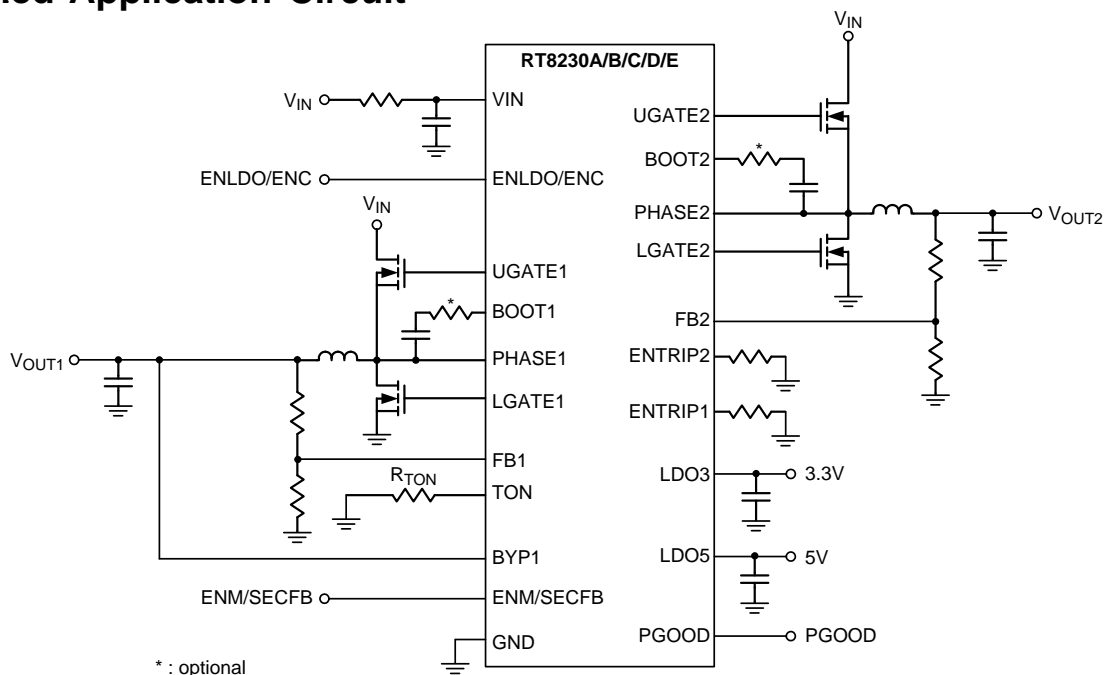 Application Circuit
RT8230A/B/C/D/E
VIN
VIN
VIN
UGATE2
BOOT2
*
PHASE2
VOUT2
LGATE2
FB2
ENTRIP2
ENTRIP1
LDO3
3.3V
LDO5
5V
PGOOD
PGOOD
ENLDO/ENC
ENLDO/ENC
VIN
UGATE1
*
BOOT1
VOUT1
PHASE1
LGATE1
FB1
RTON
TON
BYP1
ENM/SECFB
ENM/SECFB
GND
* : optional